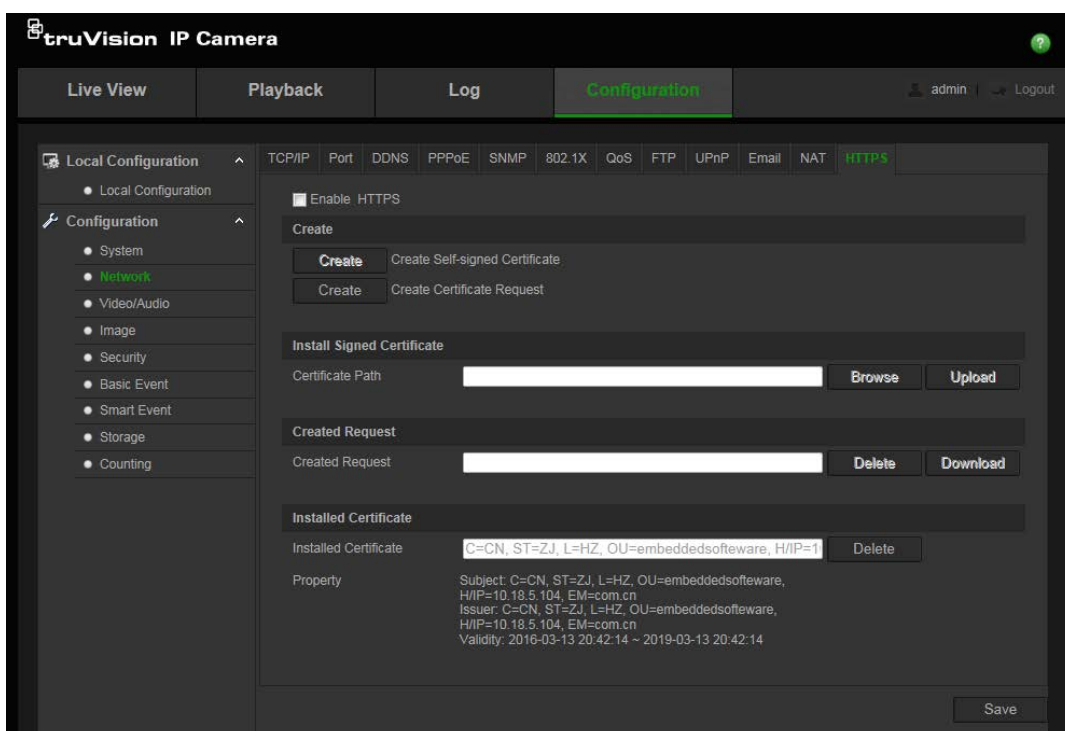 truVision IP Camera
?
Live View
Playback
Log
Configuration
admin
Logout
Local Configuration
Local Configuration
Configuration
System
Network
Video/Audio
Image
Security
Basic Event
Smart Event
Storage
Counting
TCP/IP Port DDNS PPPoE SNMP 802.1X QoS FTP UPnP Email NAT HTTPS
Enable HTTPS
Create
Create Create Self-signed Certificate
Create Create Certificate Request
Install Signed Certificate
Certificate Path Browse Upload
Created Request
Created Request Delete Download
Installed Certificate
Installed Certificate C=CN, ST=ZJ, L=HZ, OU=embeddedsofteware, H/IP=1 Delete
Property Subject: C=CN, ST=ZJ, L=HZ, OU=embeddedsofteware,
H/IP=10.18.5.104, EM=com.cn
Issuer: C=CN, ST=ZJ, L=HZ, OU=embeddedsofteware,
H/IP=10.18.5.104, EM=com.cn
Validity: 2016-03-13 20:42:14 ~ 2019-03-13 20:42:14
Save